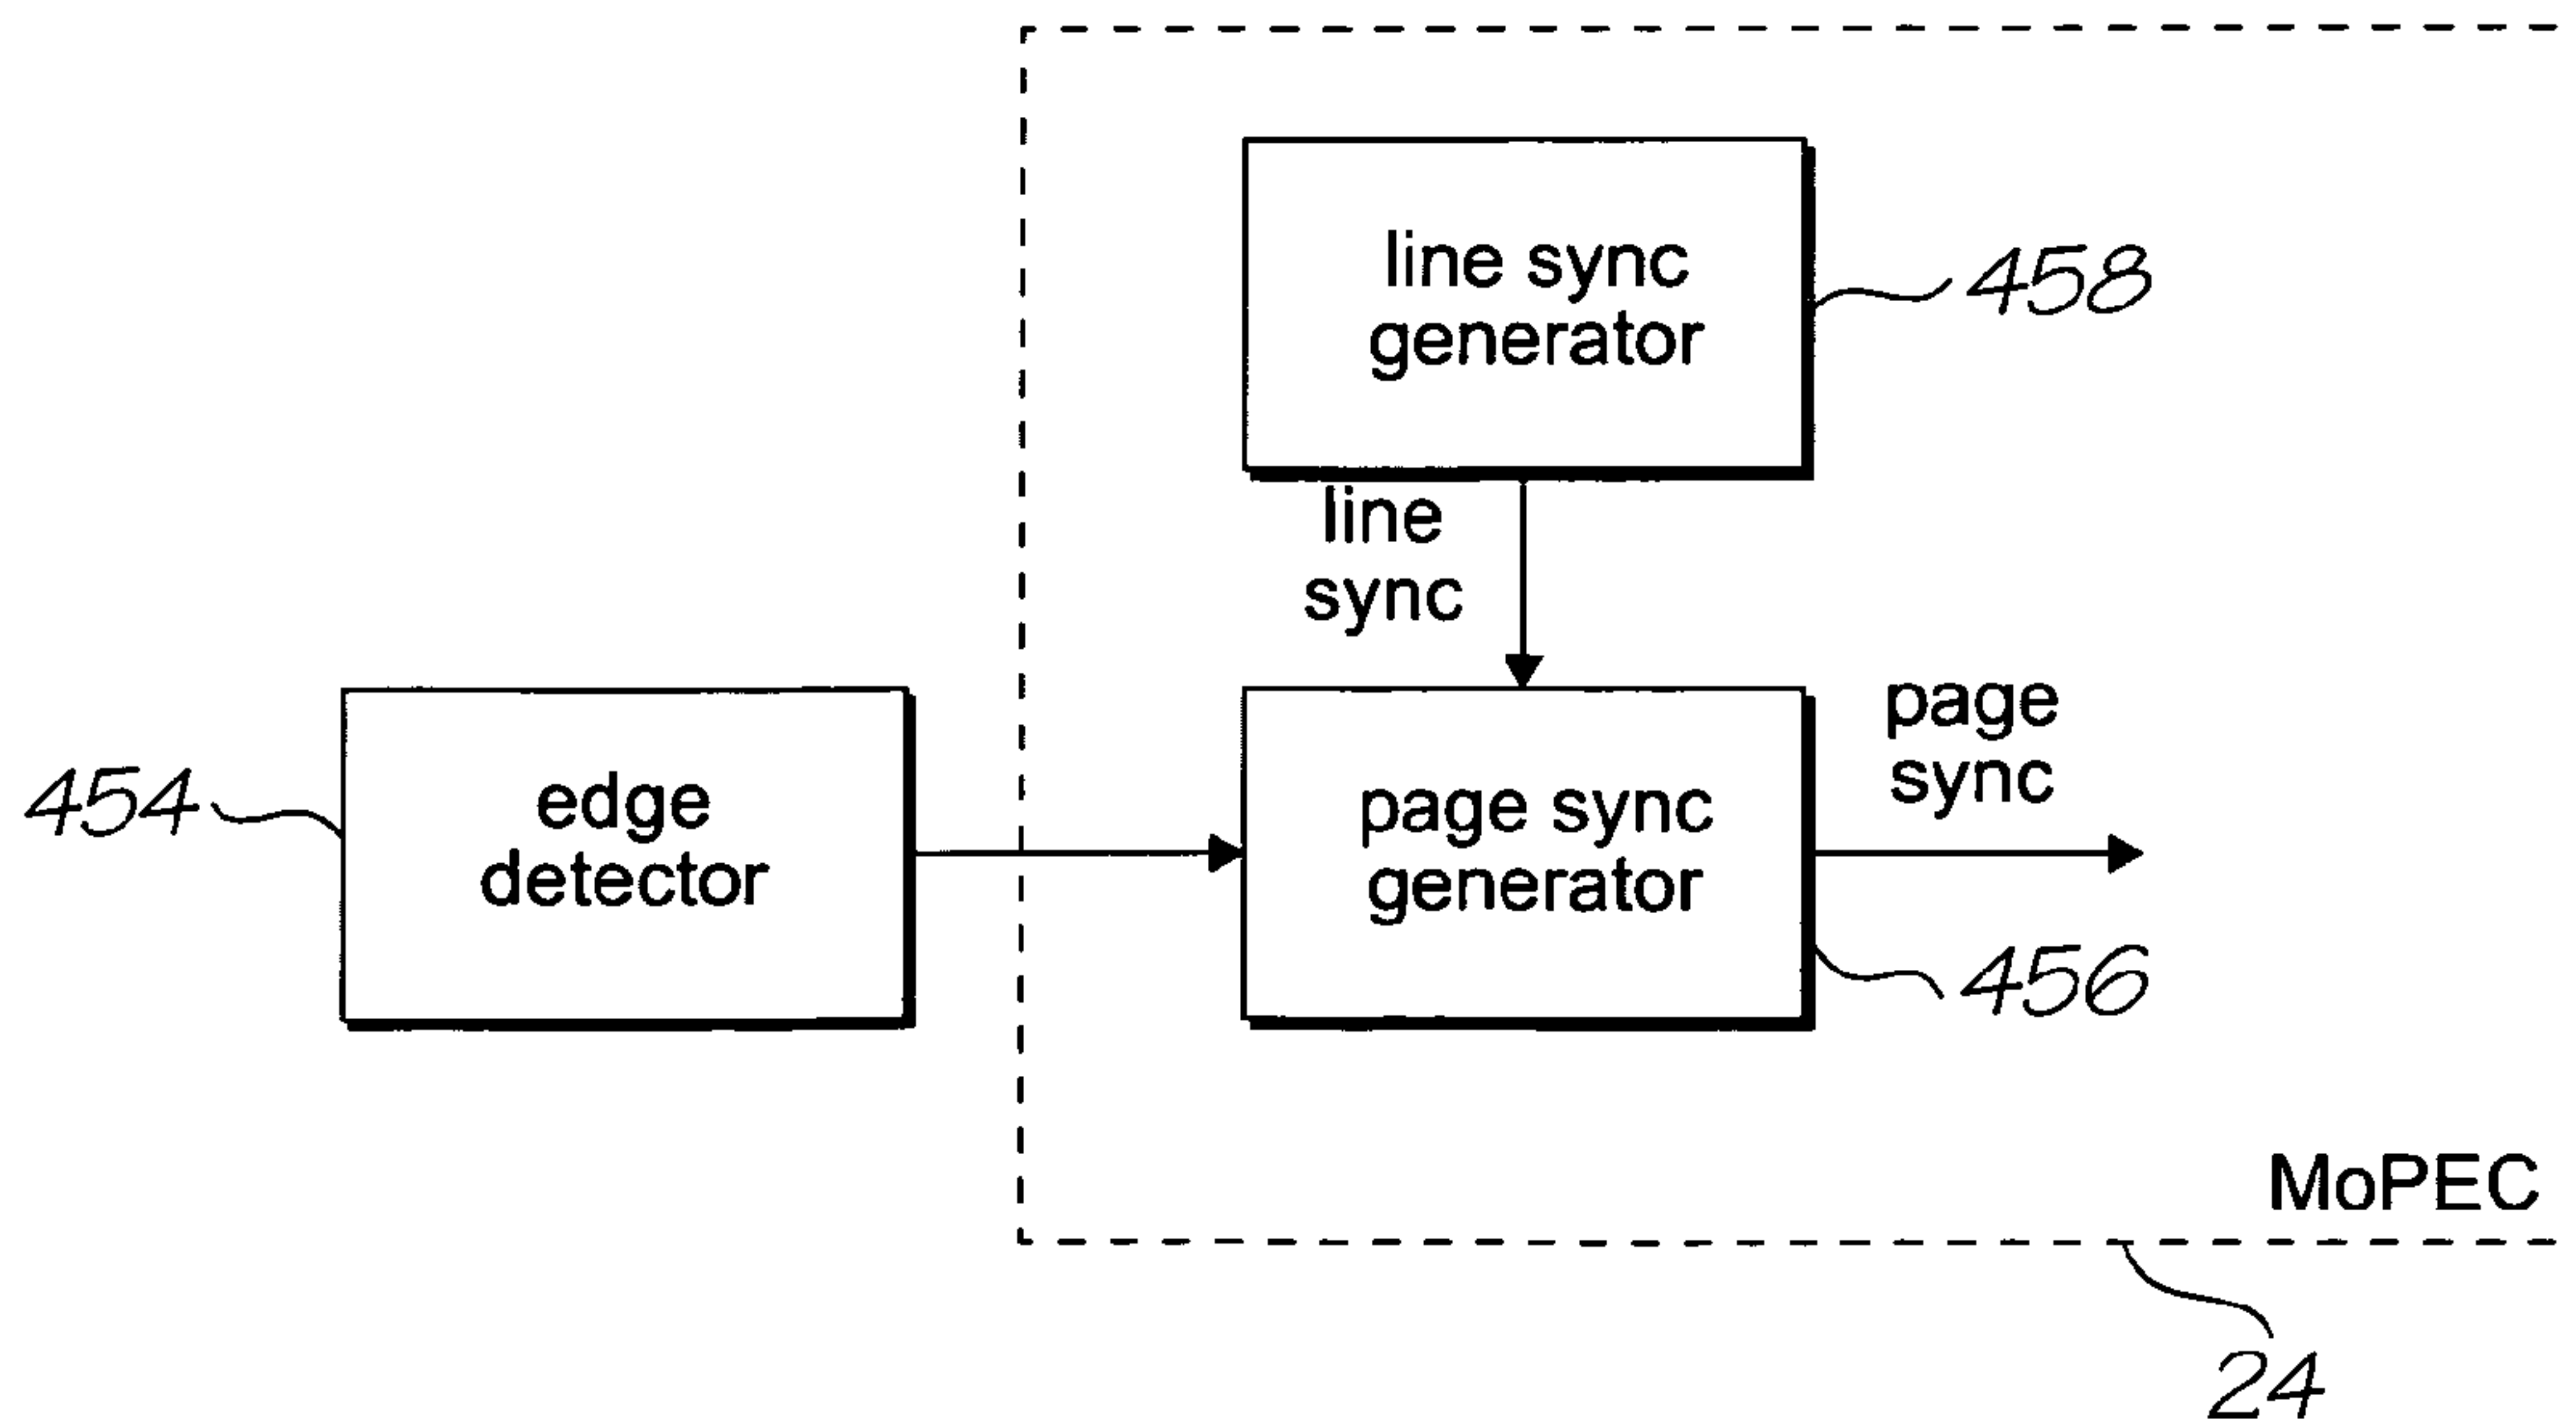 line sync
generator
458
line
sync
454
edge
detector
page sync
generator
page
sync
456
MoPEC
24